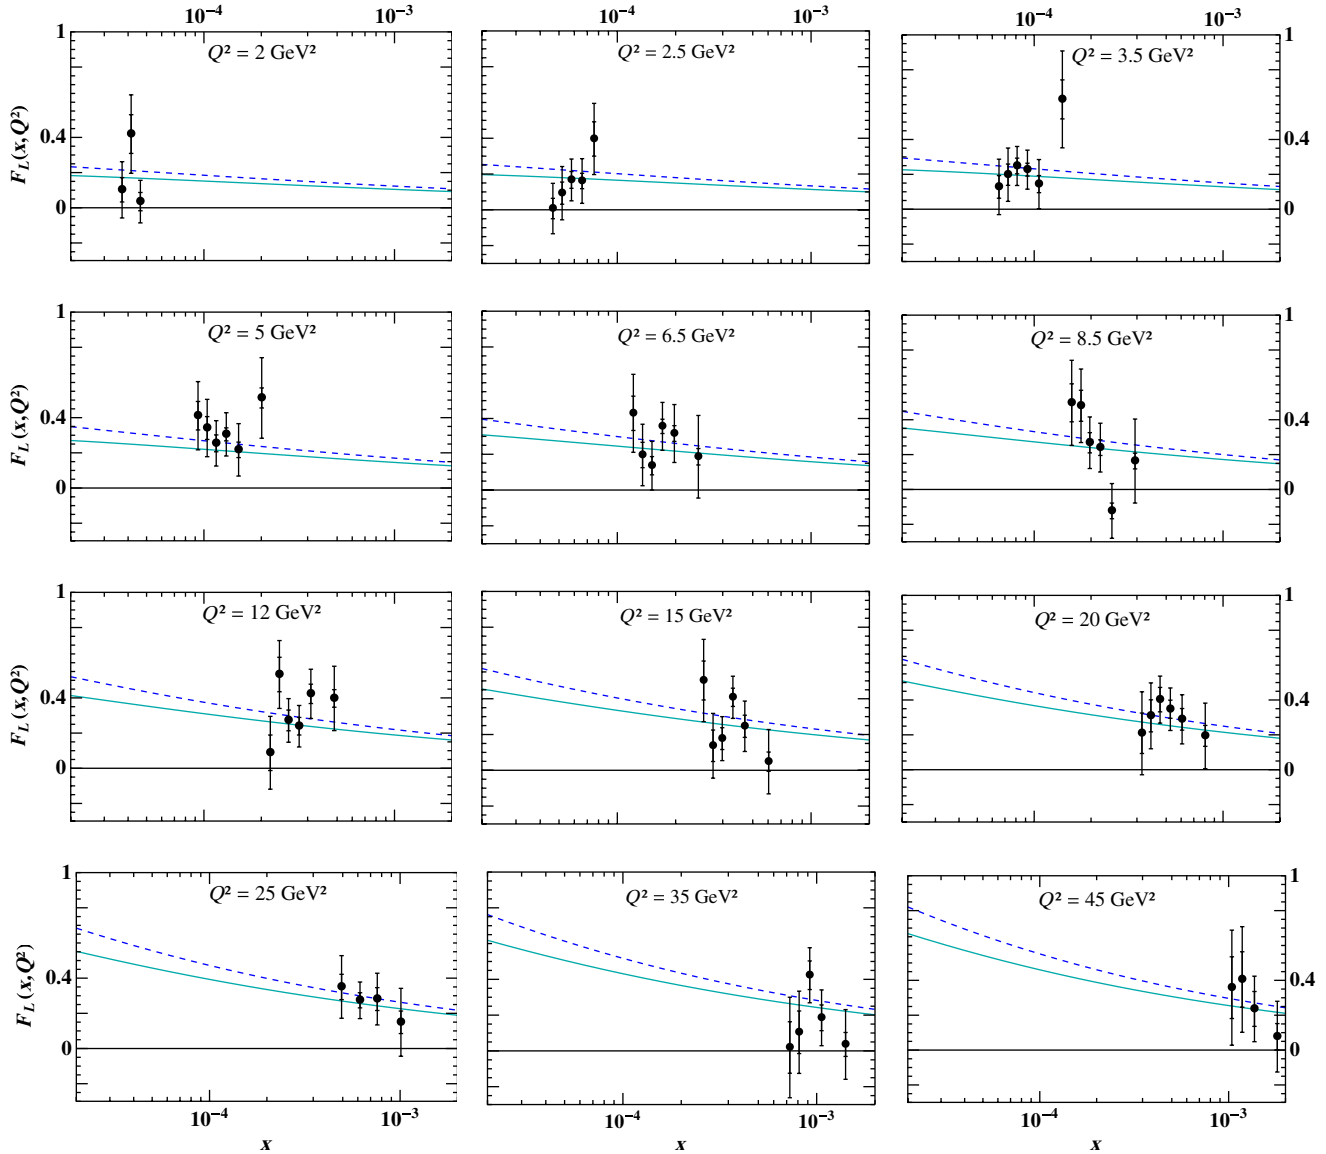 10⁻⁴ 10⁻³ 10⁻⁴ 10⁻³
1 Q² = 2 GeV² Q² = 2.5 GeV² Q² = 3.5 GeV² 1
F_L(x,Q²) 0.4 0.4
0 0
1 Q² = 5 GeV² Q² = 6.5 GeV² Q² = 8.5 GeV² 1
F_L(x,Q²) 0.4 0.4
0 0
1 Q² = 12 GeV² Q² = 15 GeV² Q² = 20 GeV² 1
F_L(x,Q²) 0.4 0.4
0 0
1 Q² = 25 GeV² Q² = 35 GeV² Q² = 45 GeV² 1
F_L(x,Q²) 0.4 0.4
0 0
10⁻⁴ 10⁻³ 10⁻⁴ 10⁻³ 10⁻⁴ 10⁻³
x x x